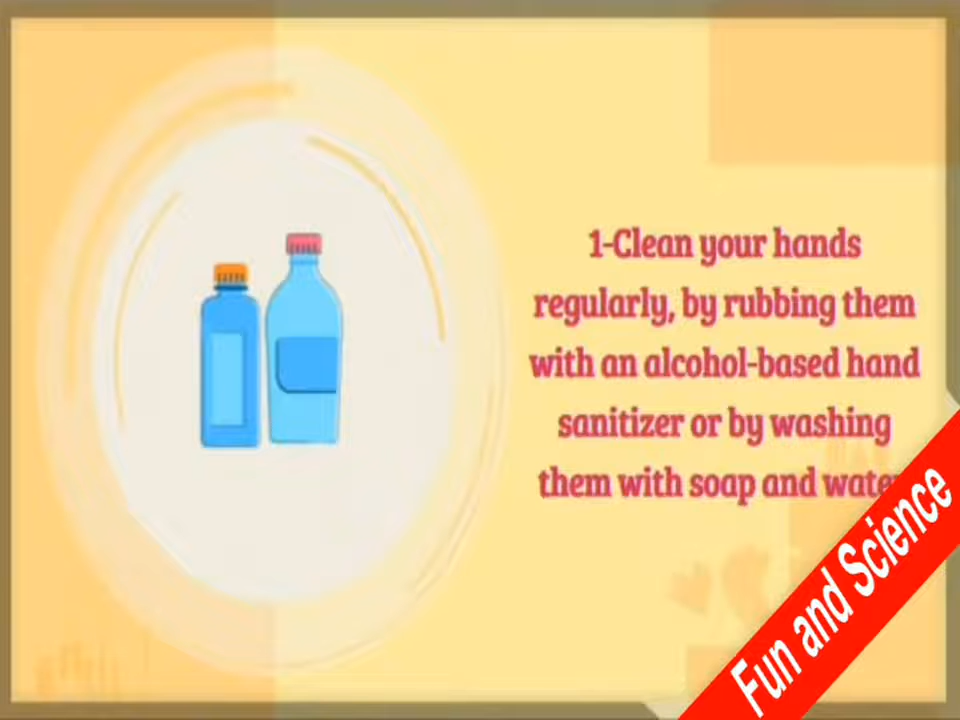 1-Clean your hands
regularly, by rubbing them
with an alcohol-based hand
sanitizer or by washing
them with soap and water
Fun and Science